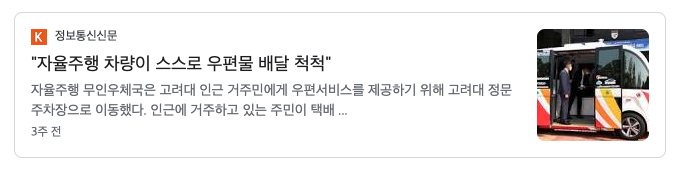 K 정보통신신문
"자율주행 차량이 스스로 우편물 배달 척척"
자율주행 무인우체국은 고려대 인근 거주민에게 우편서비스를 제공하기 위해 고려대 정문
주차장으로 이동했다. 인근에 거주하고 있는 주민이 택배 ...
3주 전